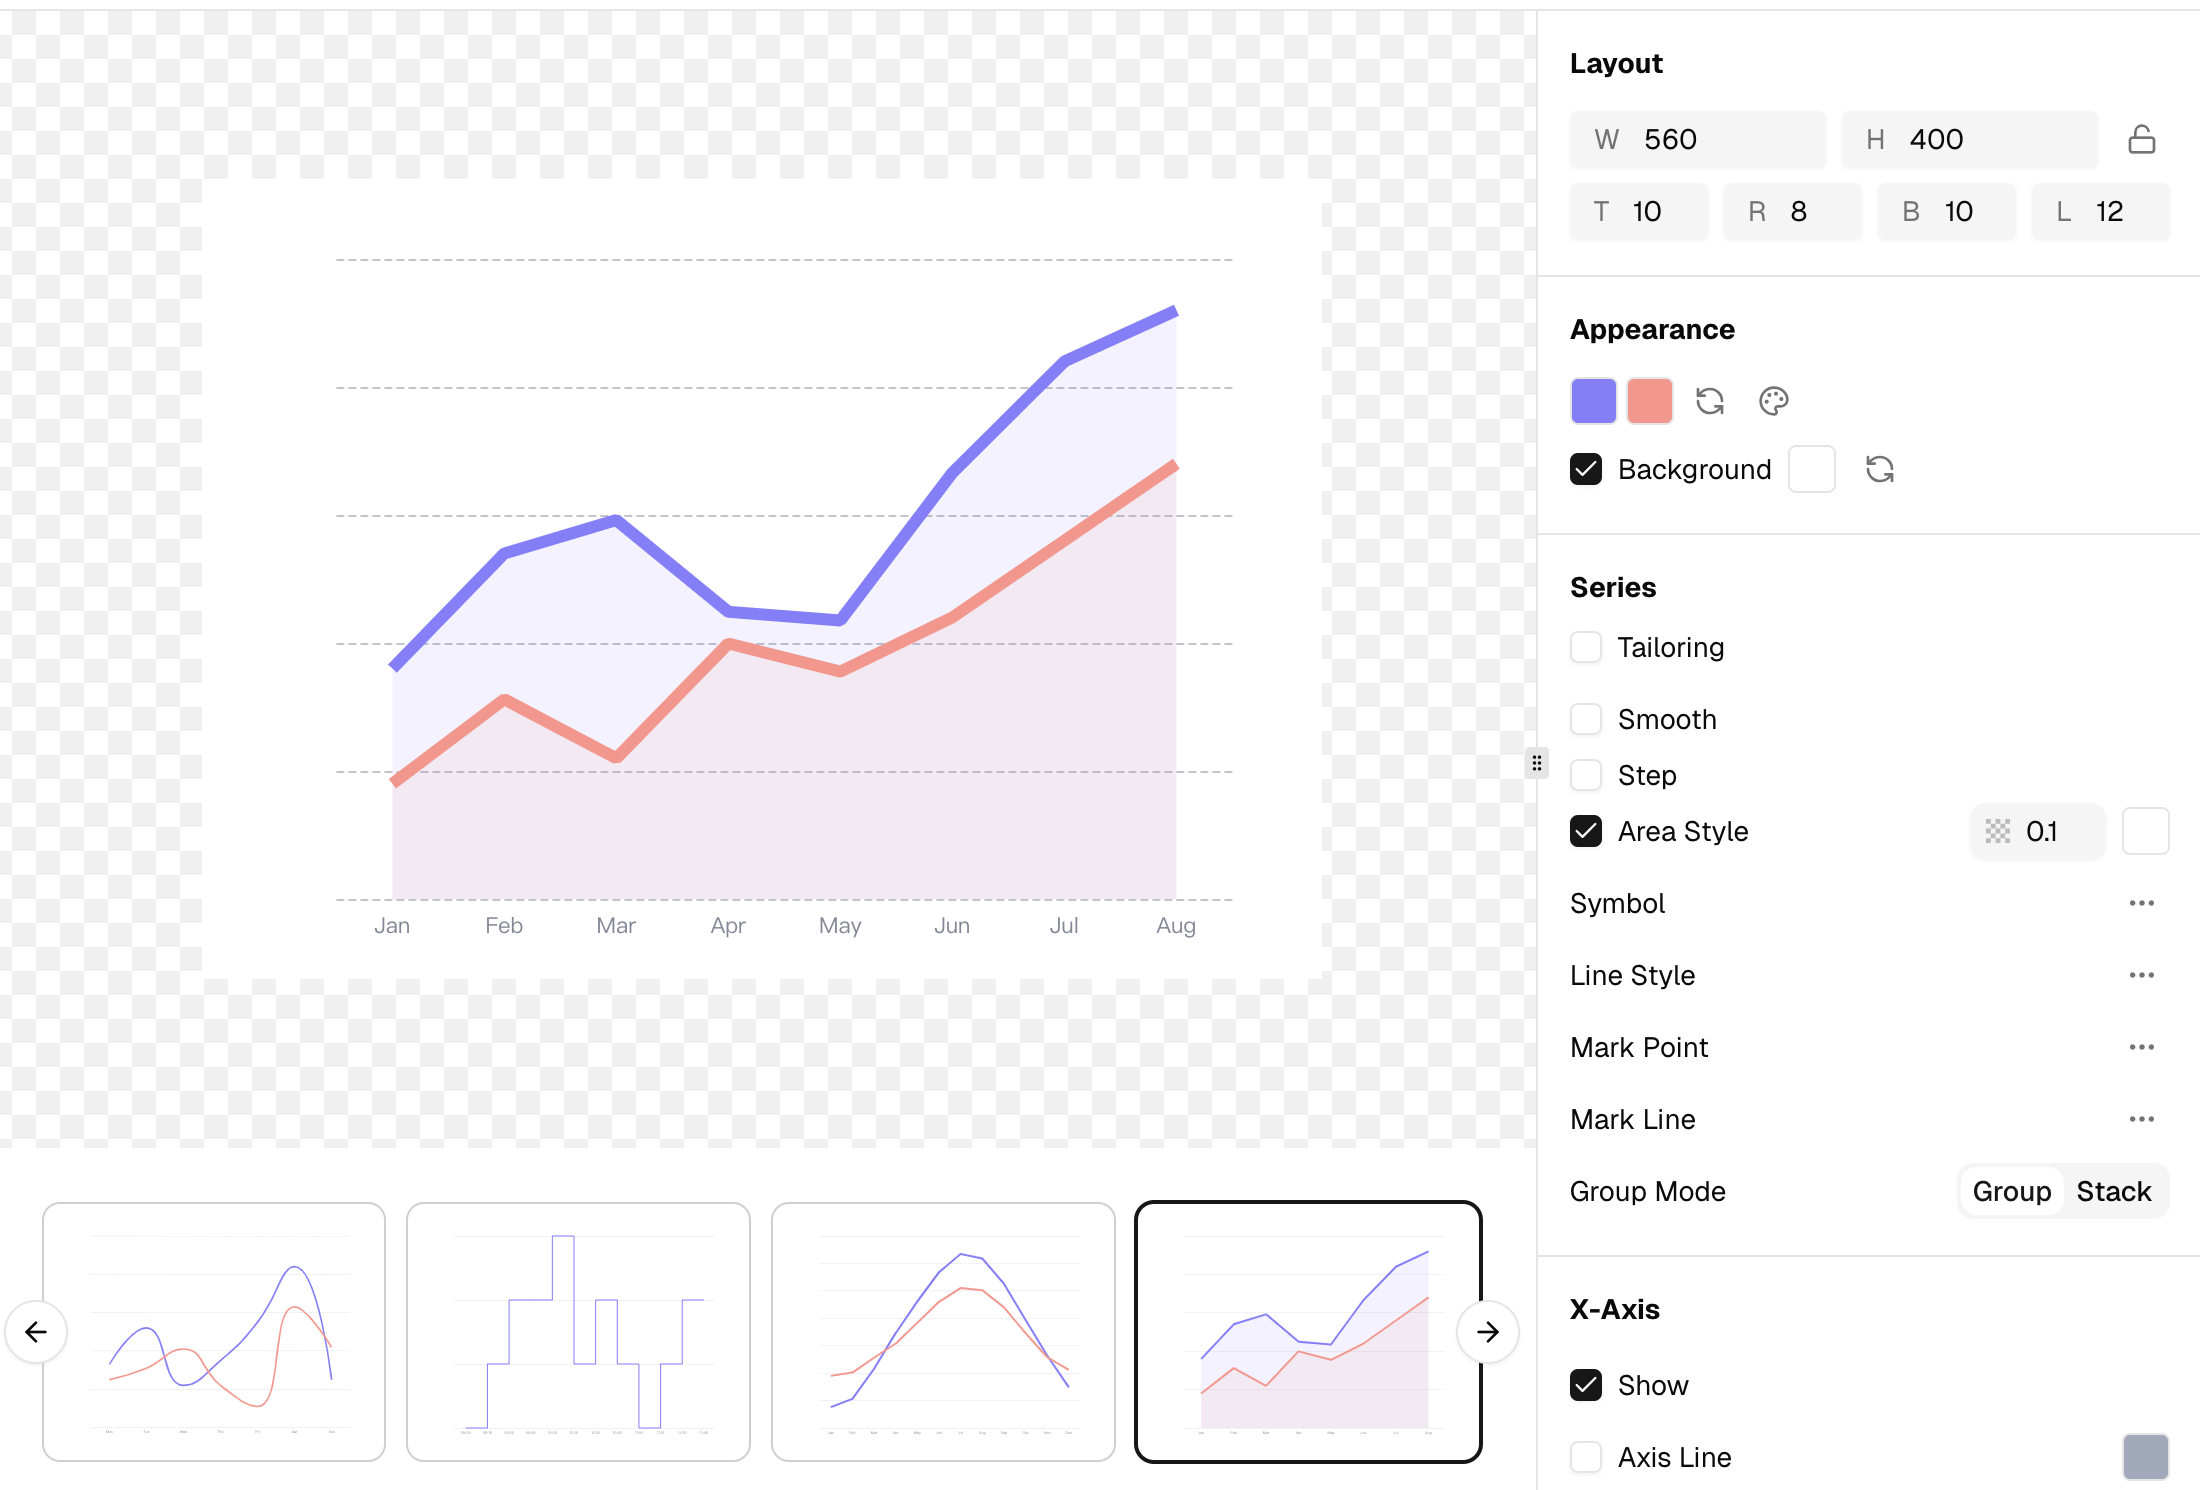 Layout
W 560 H 400
T 10 R 8 B 10 L 12
Appearance
Background
Series
Tailoring
Smooth
Step
Area Style 0.1
Symbol
Line Style
Mark Point
Mark Line
Group Mode Group Stack
X-Axis
Show
Axis Line
Jan Feb Mar Apr May Jun Jul Aug